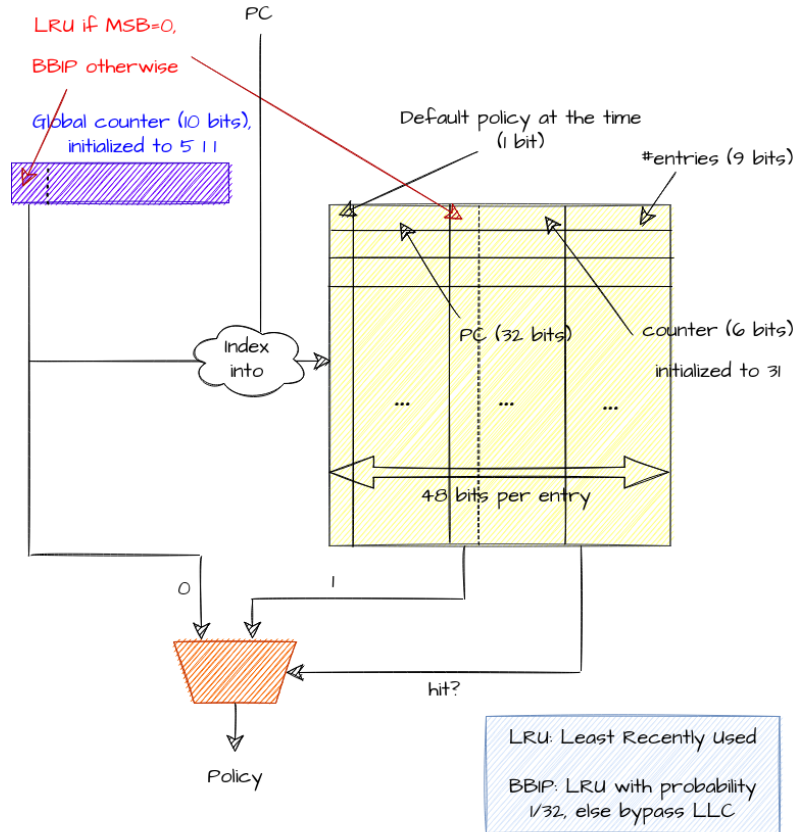 PC
LRU if MSB=0,
BBIP otherwise
Global counter (10 bits),
initialized to 511
Default policy at the time
(1 bit)
#entries (9 bits)
Index
into
PC (32 bits)
counter (6 bits)
initialized to 31
...
...
...
48 bits per entry
0
1
hit?
Policy
LRU: Least Recently Used
BBIP: LRU with probability
1/32, else bypass LLC